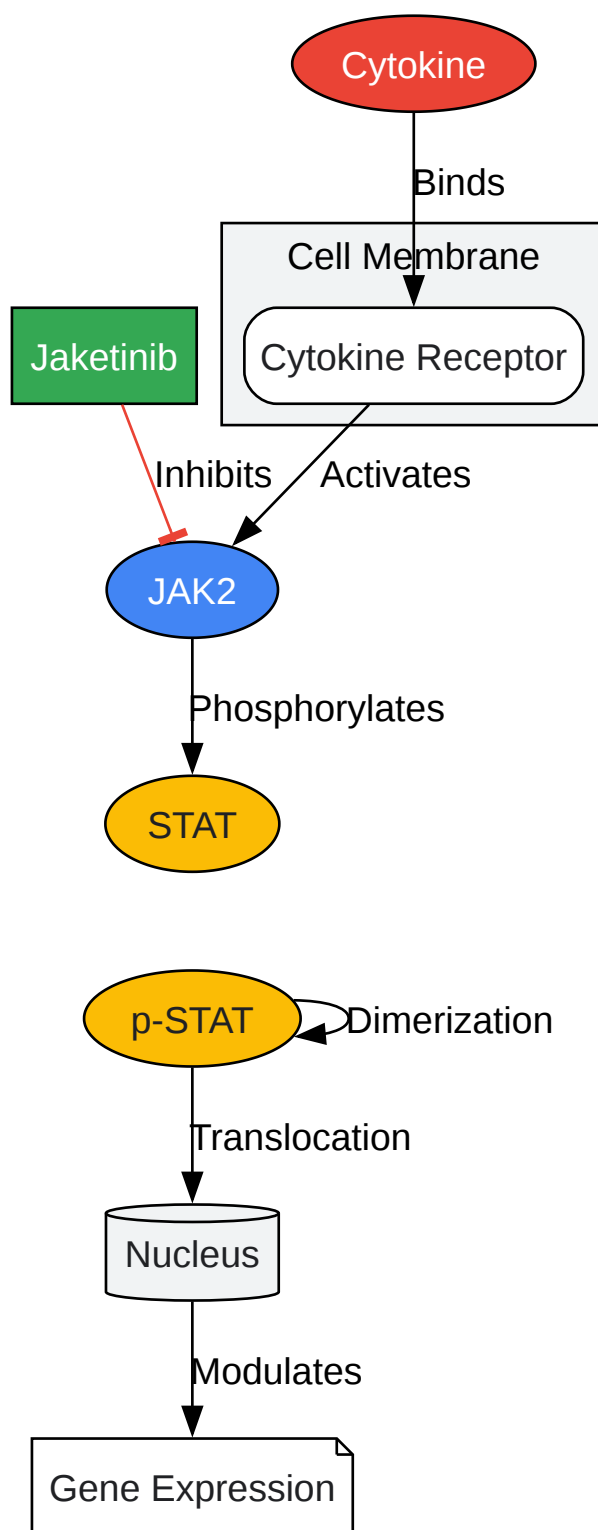 Cytokine
Binds
Cell Membrane
Jaketinib
Cytokine Receptor
Inhibits
Activates
JAK2
Phosphorylates
STAT
p-STAT
Dimerization
Translocation
Nucleus
Modulates
Gene Expression